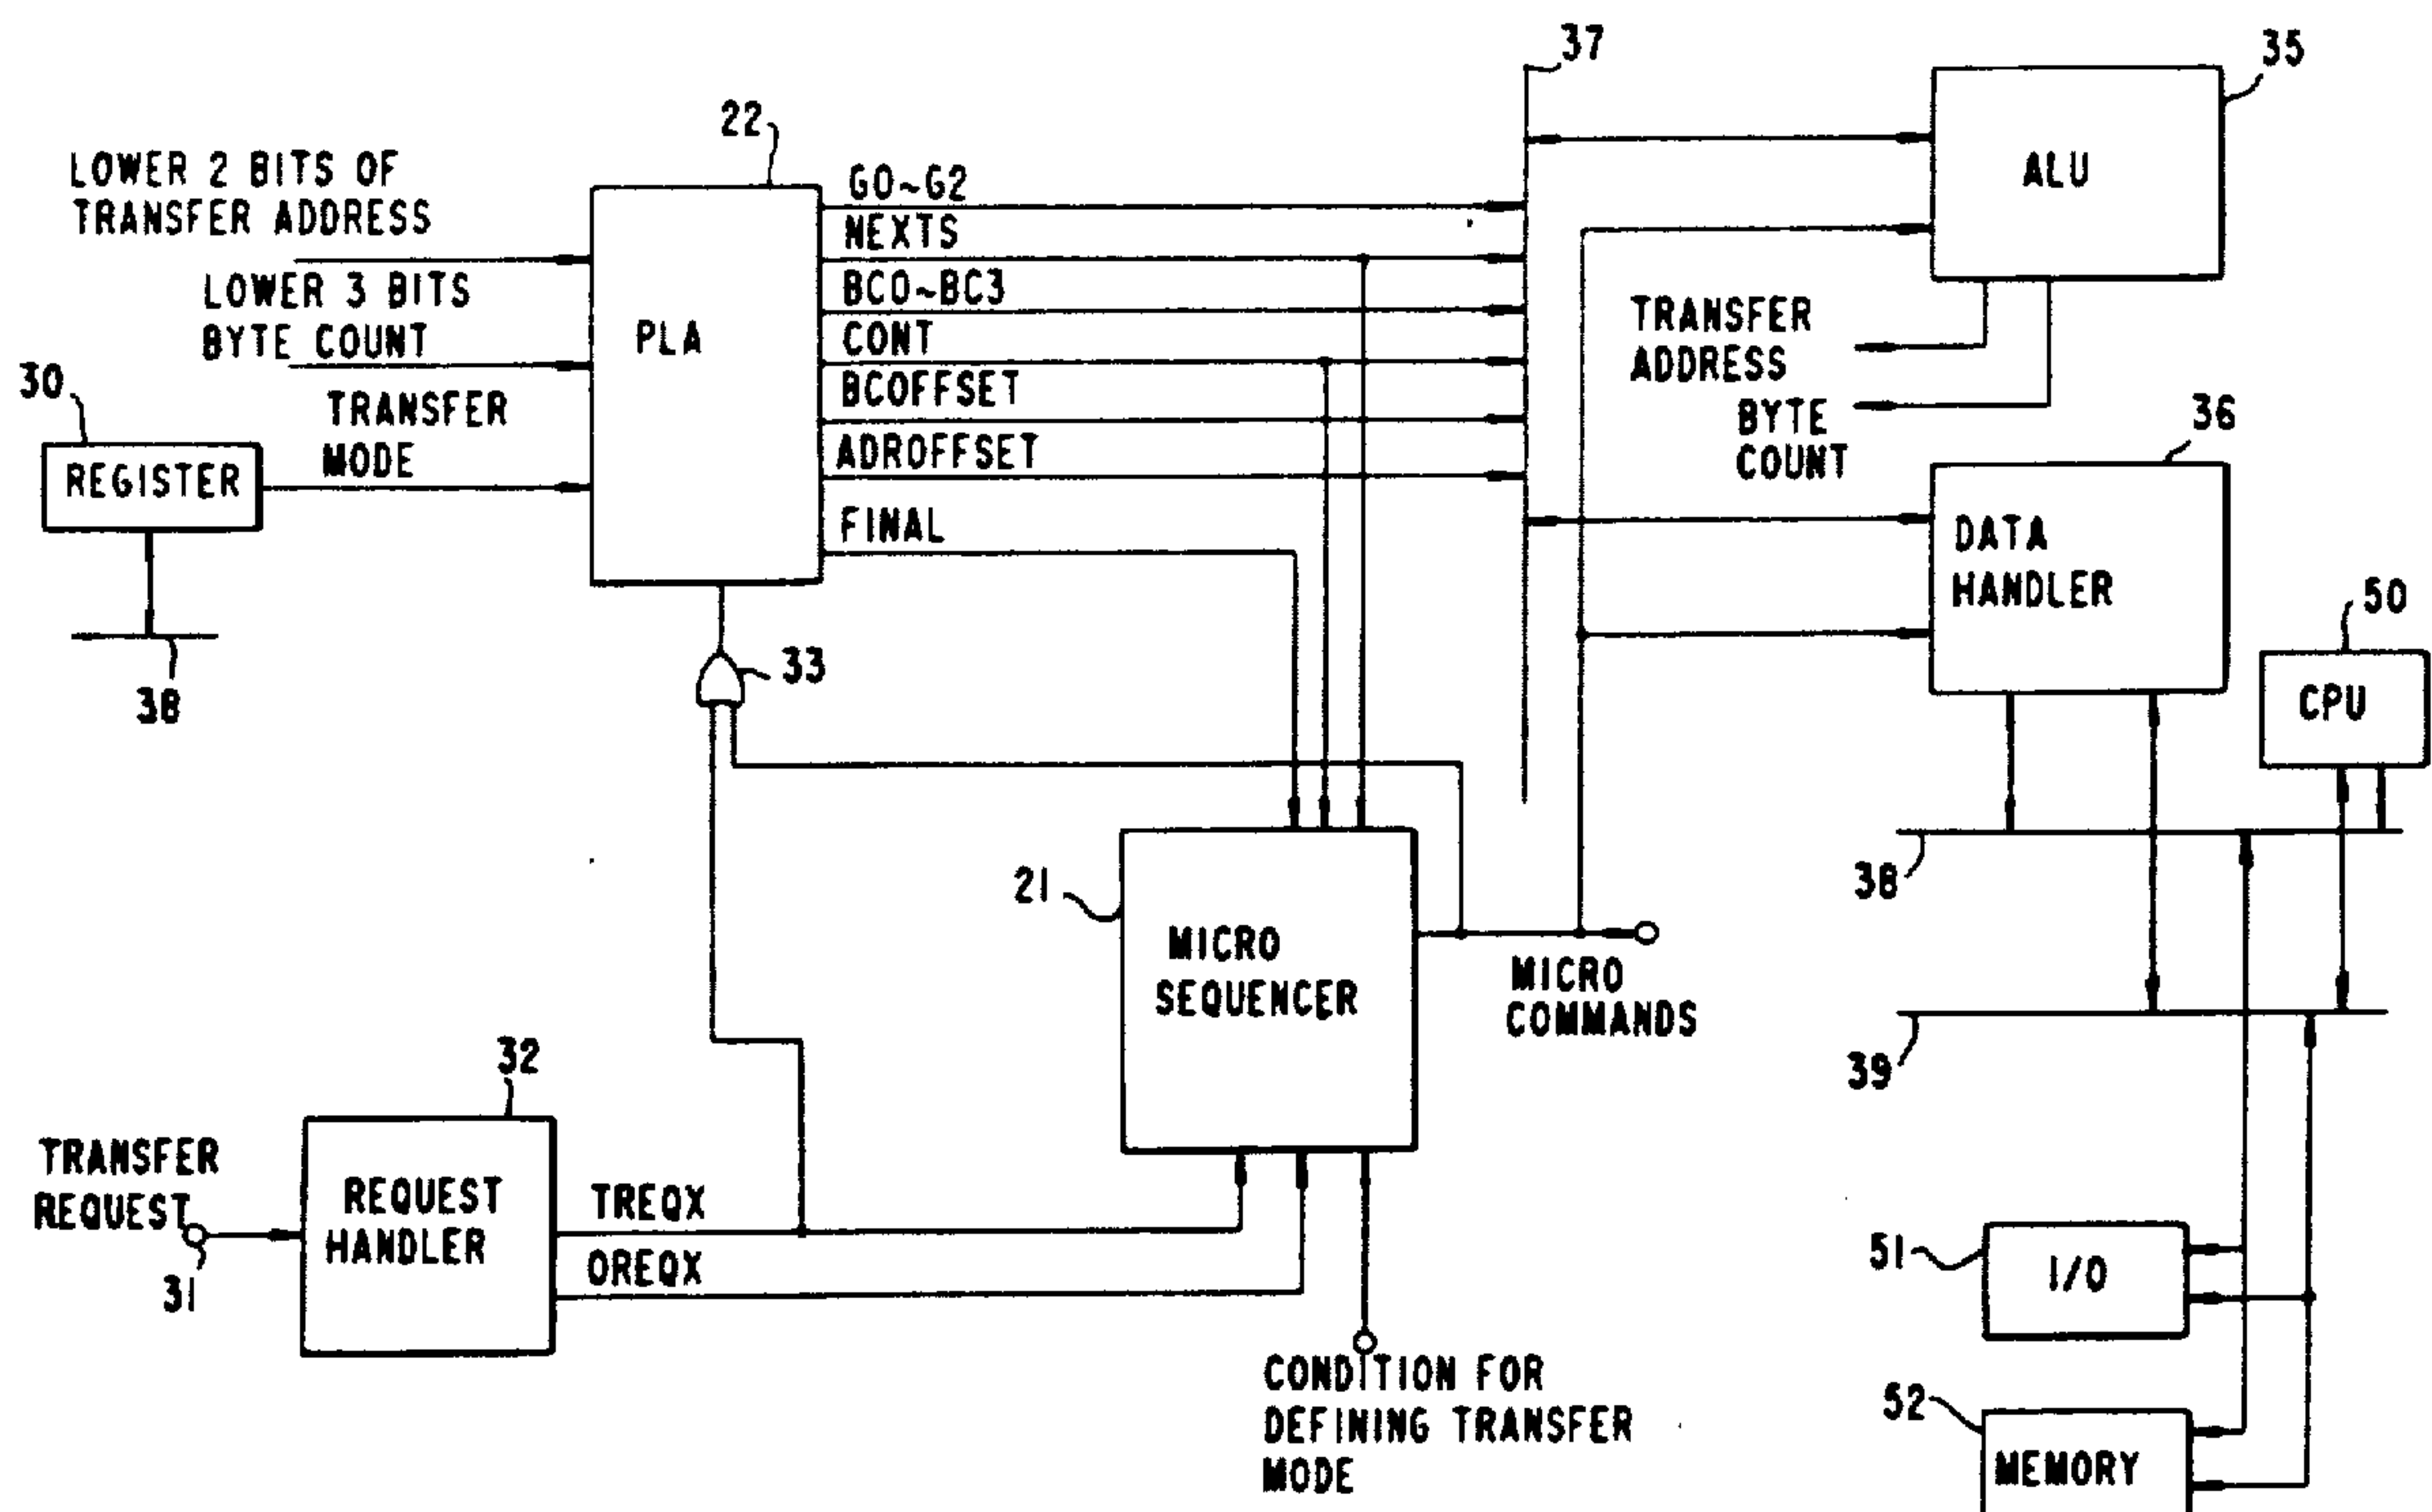 37
35
22
ALU
LOWER 2 BITS OF
TRANSFER ADDRESS
G0~G2
NEXTS
LOWER 3 BITS
BYTE COUNT
BC0~BC3
PLA
CONT
TRANSFER
ADDRESS
30
TRANSFER
MODE
BCOFFSET
BYTE
COUNT
36
REGISTER
ADROFFSET
FINAL
DATA
HANDLER
50
38
33
CPU
21
38
MICRO
SEQUENCER
MICRO
COMMANDS
39
32
TRANSFER
REQUEST
REQUEST
HANDLER
TREQX
OREQX
31
51
I/O
CONDITION FOR
DEFINING TRANSFER
MODE
52
MEMORY